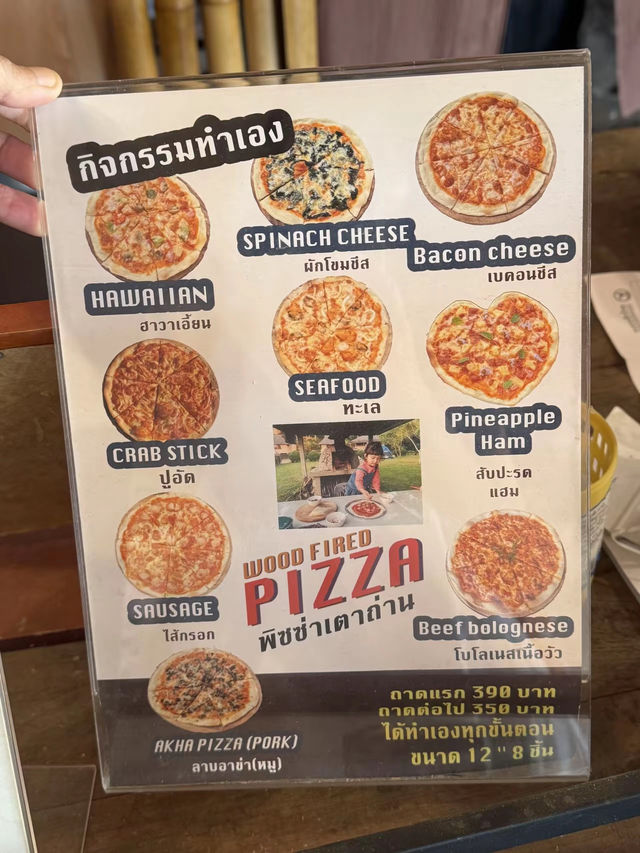 กิจกรรมทำเอง
SPINACH CHEESE
ผักโขมชีส
Bacon cheese
เบคอนชีส
HAWAIIAN
ฮาวาเอี้ยน
SEAFOOD
ทะเล
Pineapple
Ham
สับปะรด
แฮม
CRAB STICK
ปูอัด
SAUSAGE
ไส้กรอก
WOOD FIRED
PIZZA
พิซซ่าเตาถ่าน
Beef bolognese
โบโลเนสเนื้อวัว
AKHA PIZZA (PORK)
ลาบอาข่า(หมู)
ถาดแรก 390 บาท
ถาดต่อไป 350 บาท
ได้ทำเองทุกขั้นตอน
ขนาด 12 " 8 ชิ้น